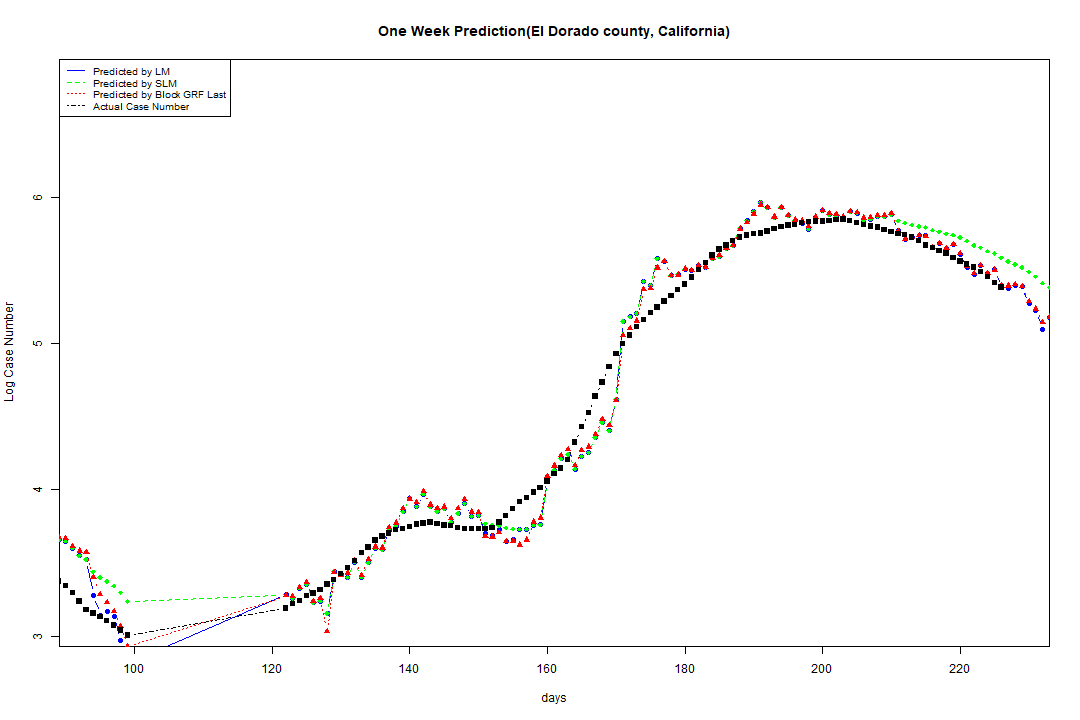 One Week Prediction(El Dorado county, California)
Predicted by LM
Predicted by SLM
Predicted by Block GRF Last
Actual Case Number
6
5
4
3
Log Case Number
100 120 140 160 180 200 220
days